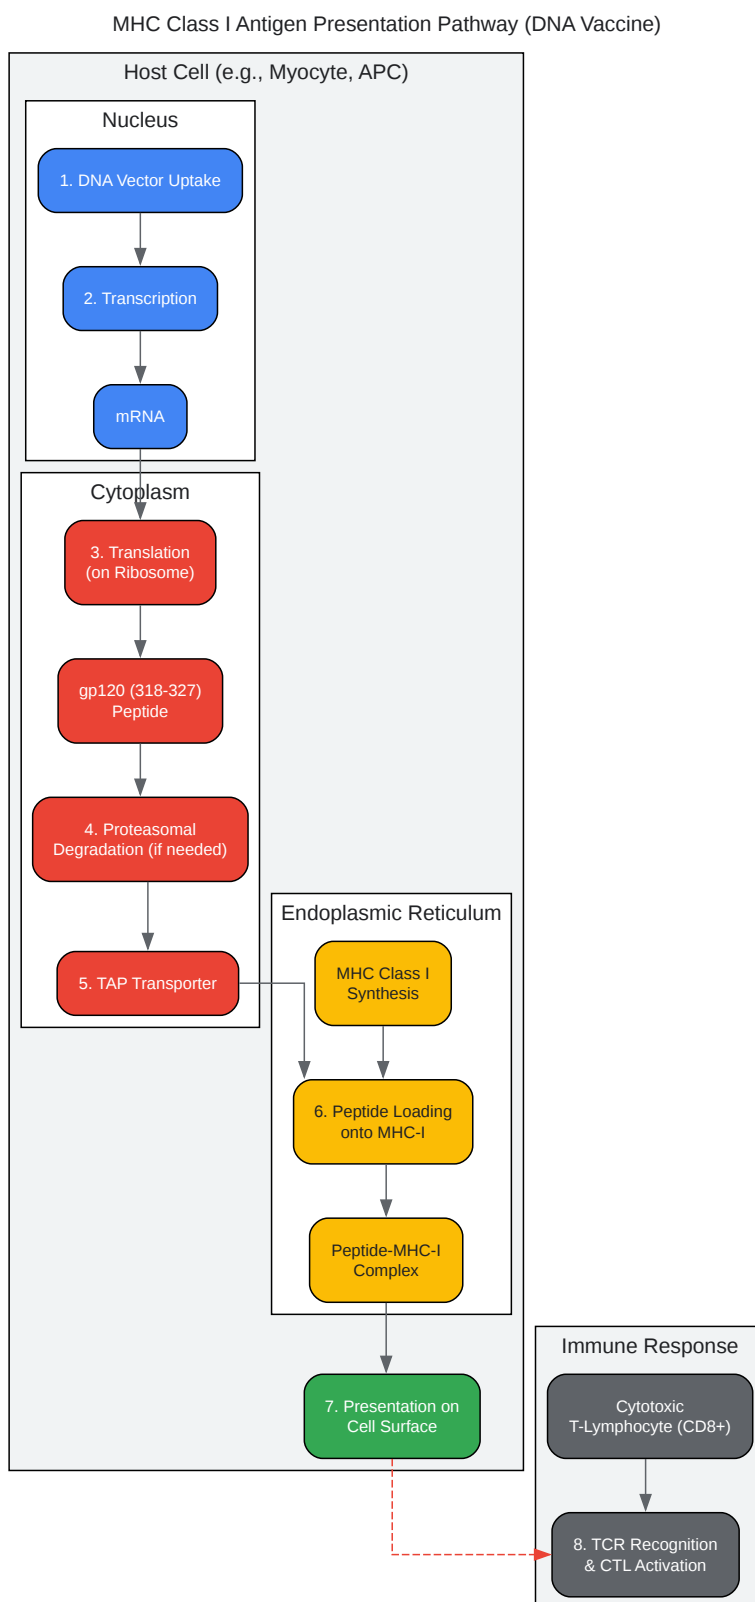 MHC Class I Antigen Presentation Pathway (DNA Vaccine)
Host Cell (e.g., Myocyte, APC)
Nucleus
1. DNA Vector Uptake
2. Transcription
mRNA
Cytoplasm
3. Translation
(on Ribosome)
gp120 (318-327)
Peptide
4. Proteasomal
Degradation (if needed)
5. TAP Transporter
Endoplasmic Reticulum
MHC Class I
Synthesis
6. Peptide Loading
onto MHC-I
Peptide-MHC-I
Complex
7. Presentation on
Cell Surface
Immune Response
Cytotoxic
T-Lymphocyte (CD8+)
8. TCR Recognition
& CTL Activation